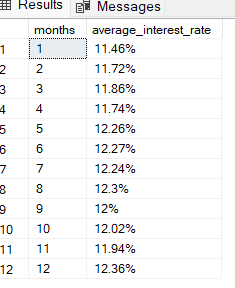 Results Messages
months average_interest_rate
1 1 11.46%
2 2 11.72%
3 3 11.86%
4 4 11.74%
5 5 12.26%
6 6 12.27%
7 7 12.24%
8 8 12.3%
9 9 12%
10 10 12.02%
11 11 11.94%
12 12 12.36%